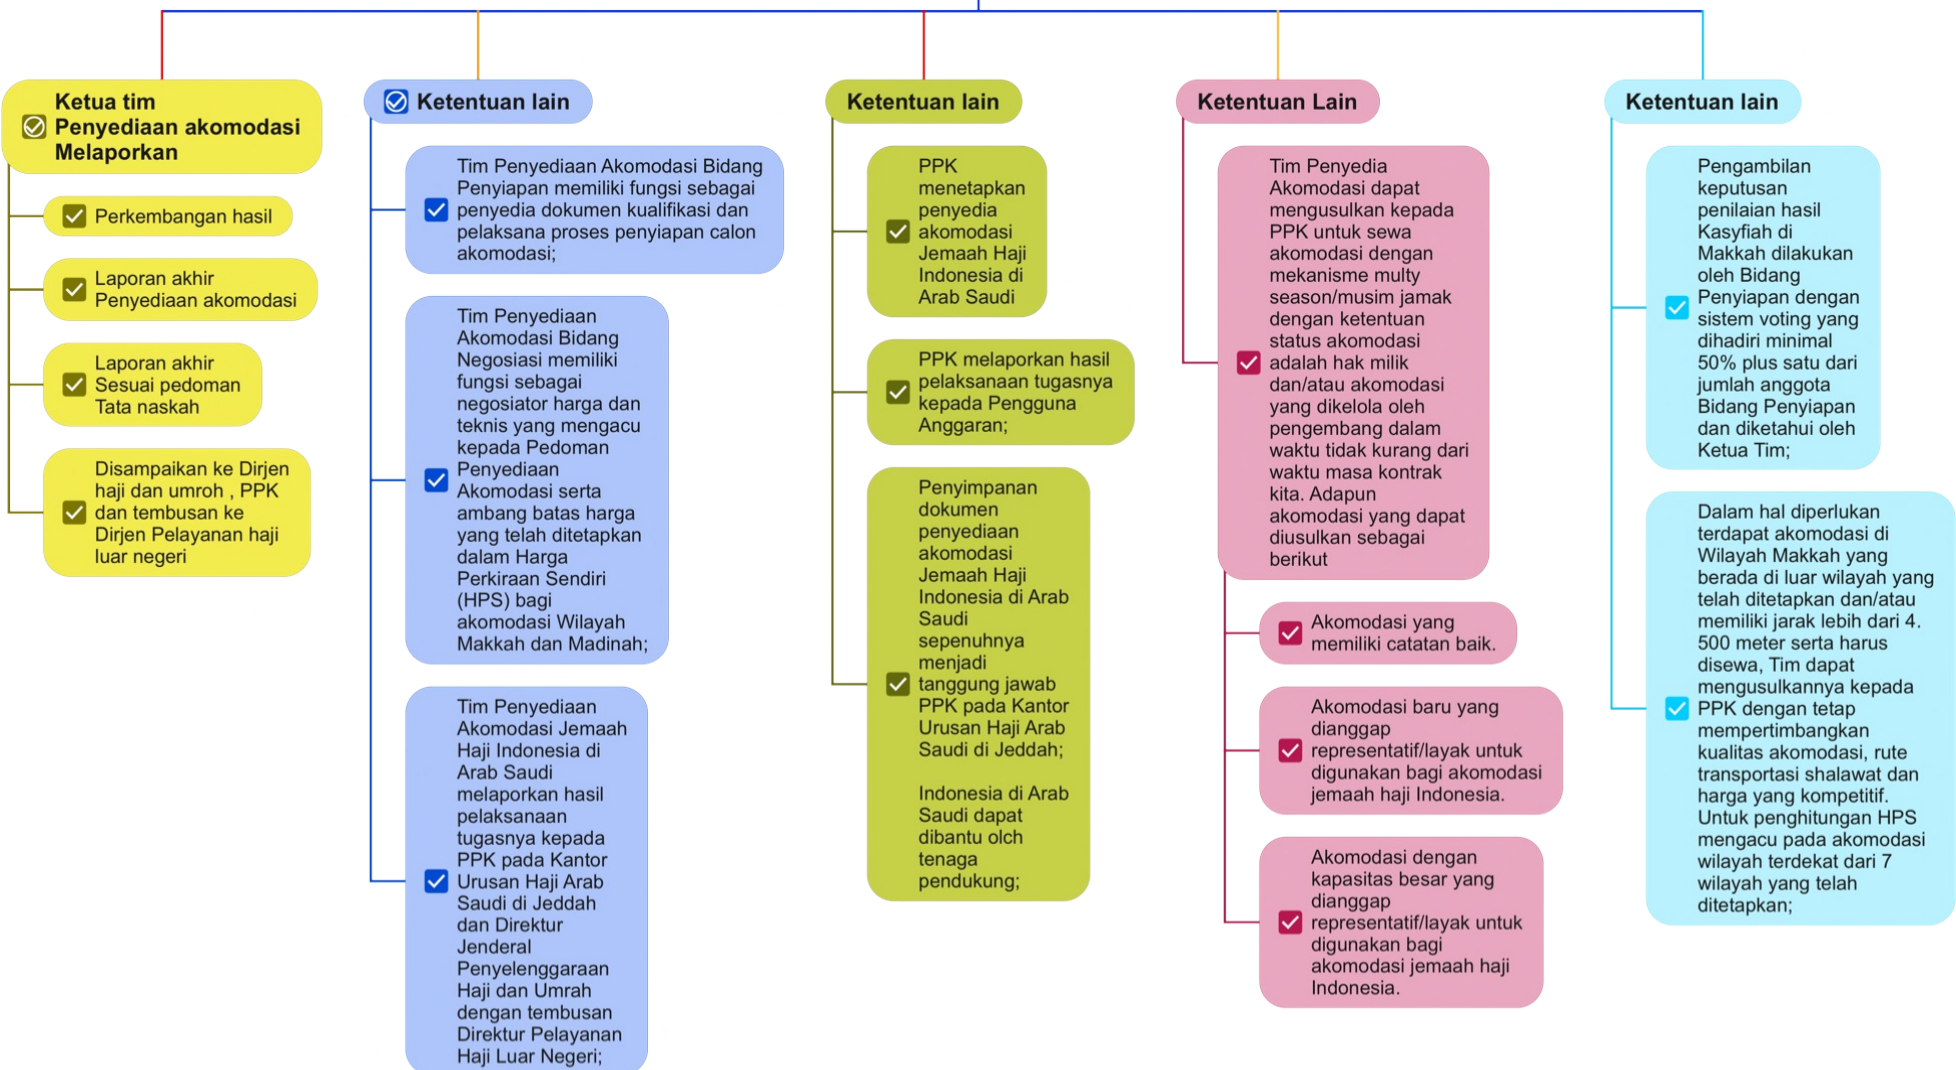 Ketua tim
Penyediaan akomodasi
Melaporkan
Perkembangan hasil
Laporan akhir
Penyediaan akomodasi
Laporan akhir
Sesuai pedoman
Tata naskah
Disampaikan ke Dirjen
haji dan umroh , PPK
dan tembusan ke
Dirjen Pelayanan haji
luar negeri
Ketentuan lain
Tim Penyediaan Akomodasi Bidang
Penyiapan memiliki fungsi sebagai
penyedia dokumen kualifikasi dan
pelaksana proses penyiapan calon
akomodasi;
Tim Penyediaan
Akomodasi Bidang
Negosiasi memiliki
fungsi sebagai
negosiator harga dan
teknis yang mengacu
kepada Pedoman
Penyediaan
Akomodasi serta
ambang batas harga
yang telah ditetapkan
dalam Harga
Perkiraan Sendiri
(HPS) bagi
akomodasi Wilayah
Makkah dan Madinah;
Tim Penyediaan
Akomodasi Jemaah
Haji Indonesia di
Arab Saudi
melaporkan hasil
pelaksanaan
tugasnya kepada
PPK pada Kantor
Urusan Haji Arab
Saudi di Jeddah
dan Direktur
Jenderal
Penyelenggaraan
Haji dan Umrah
dengan tembusan
Direktur Pelayanan
Haji Luar Negeri;
Ketentuan lain
PPK
menetapkan
penyedia
akomodasi
Jemaah Haji
Indonesia di
Arab Saudi
PPK melaporkan hasil
pelaksanaan tugasnya
kepada Pengguna
Anggaran;
Penyimpanan
dokumen
penyediaan
akomodasi
Jemaah Haji
Indonesia di Arab
Saudi
sepenuhnya
menjadi
tanggung jawab
PPK pada Kantor
Urusan Haji Arab
Saudi di Jeddah;
Indonesia di Arab
Saudi dapat
dibantu olch
tenaga
pendukung;
Ketentuan Lain
Tim Penyedia
Akomodasi dapat
mengusulkan kepada
PPK untuk sewa
akomodasi dengan
mekanisme multy
season/musim jamak
dengan ketentuan
status akomodasi
adalah hak milik
dan/atau akomodasi
yang dikelola oleh
pengembang dalam
waktu tidak kurang dari
waktu masa kontrak
kita. Adapun
akomodasi yang dapat
diusulkan sebagai
berikut
Akomodasi yang
memiliki catatan baik.
Akomodasi baru yang
dianggap
representatif/layak untuk
digunakan bagi akomodasi
jemaah haji Indonesia.
Akomodasi dengan
kapasitas besar yang
dianggap
representatif/layak untuk
digunakan bagi
akomodasi jemaah haji
Indonesia.
Ketentuan lain
Pengambilan
keputusan
penilaian hasil
Kasyfiah di
Makkah dilakukan
oleh Bidang
Penyiapan dengan
sistem voting yang
dihadiri minimal
50% plus satu dari
jumlah anggota
Bidang Penyiapan
dan diketahui oleh
Ketua Tim;
Dalam hal diperlukan
terdapat akomodasi di
Wilayah Makkah yang
berada di luar wilayah yang
telah ditetapkan dan/atau
memiliki jarak lebih dari 4.
500 meter serta harus
disewa, Tim dapat
mengusulkannya kepada
PPK dengan tetap
mempertimbangkan
kualitas akomodasi, rute
transportasi shalawat dan
harga yang kompetitif.
Untuk penghitungan HPS
mengacu pada akomodasi
wilayah terdekat dari 7
wilayah yang telah
ditetapkan;